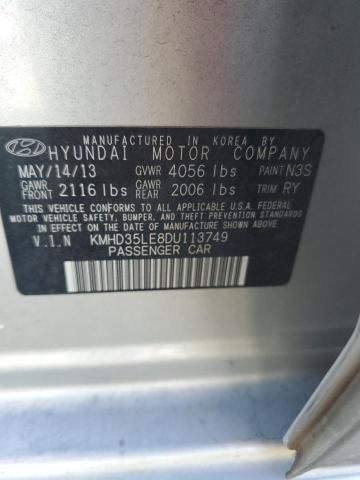 MANUFACTURED IN KOREA BY
HYUNDAI MOTOR COMPANY
MAY/14/13 GVWR 4056 lbs PAINT N3S
GAWR FRONT 2116 lbs GAWR REAR 2006 lbs TRIM RY
THIS VEHICLE CONFORMS TO ALL APPLICABLE U.S.A. FEDERAL
MOTOR VEHICLE SAFETY, BUMPER, AND THEFT PREVENTION STANDARDS
IN EFFECT ON THE DATE OF MANUFACTURE SHOWN ABOVE.
V.I.N KMHD35LE8DU113749
PASSENGER CAR